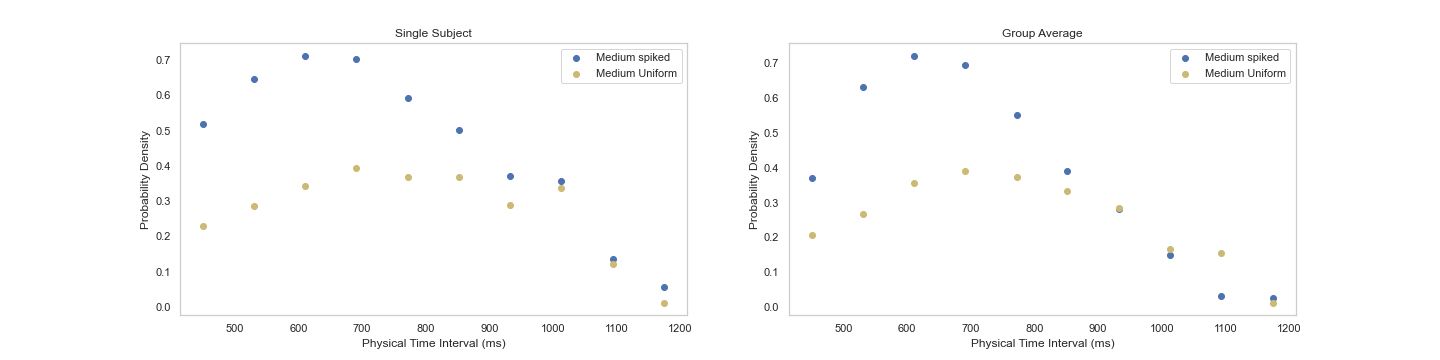 Single Subject
Medium spiked
Medium Uniform
Probability Density
0.7
0.6
0.5
0.4
0.3
0.2
0.1
0.0
500 600 700 800 900 1000 1100 1200
Physical Time Interval (ms)
Group Average
Medium spiked
Medium Uniform
Probability Density
0.7
0.6
0.5
0.4
0.3
0.2
0.1
0.0
500 600 700 800 900 1000 1100 1200
Physical Time Interval (ms)